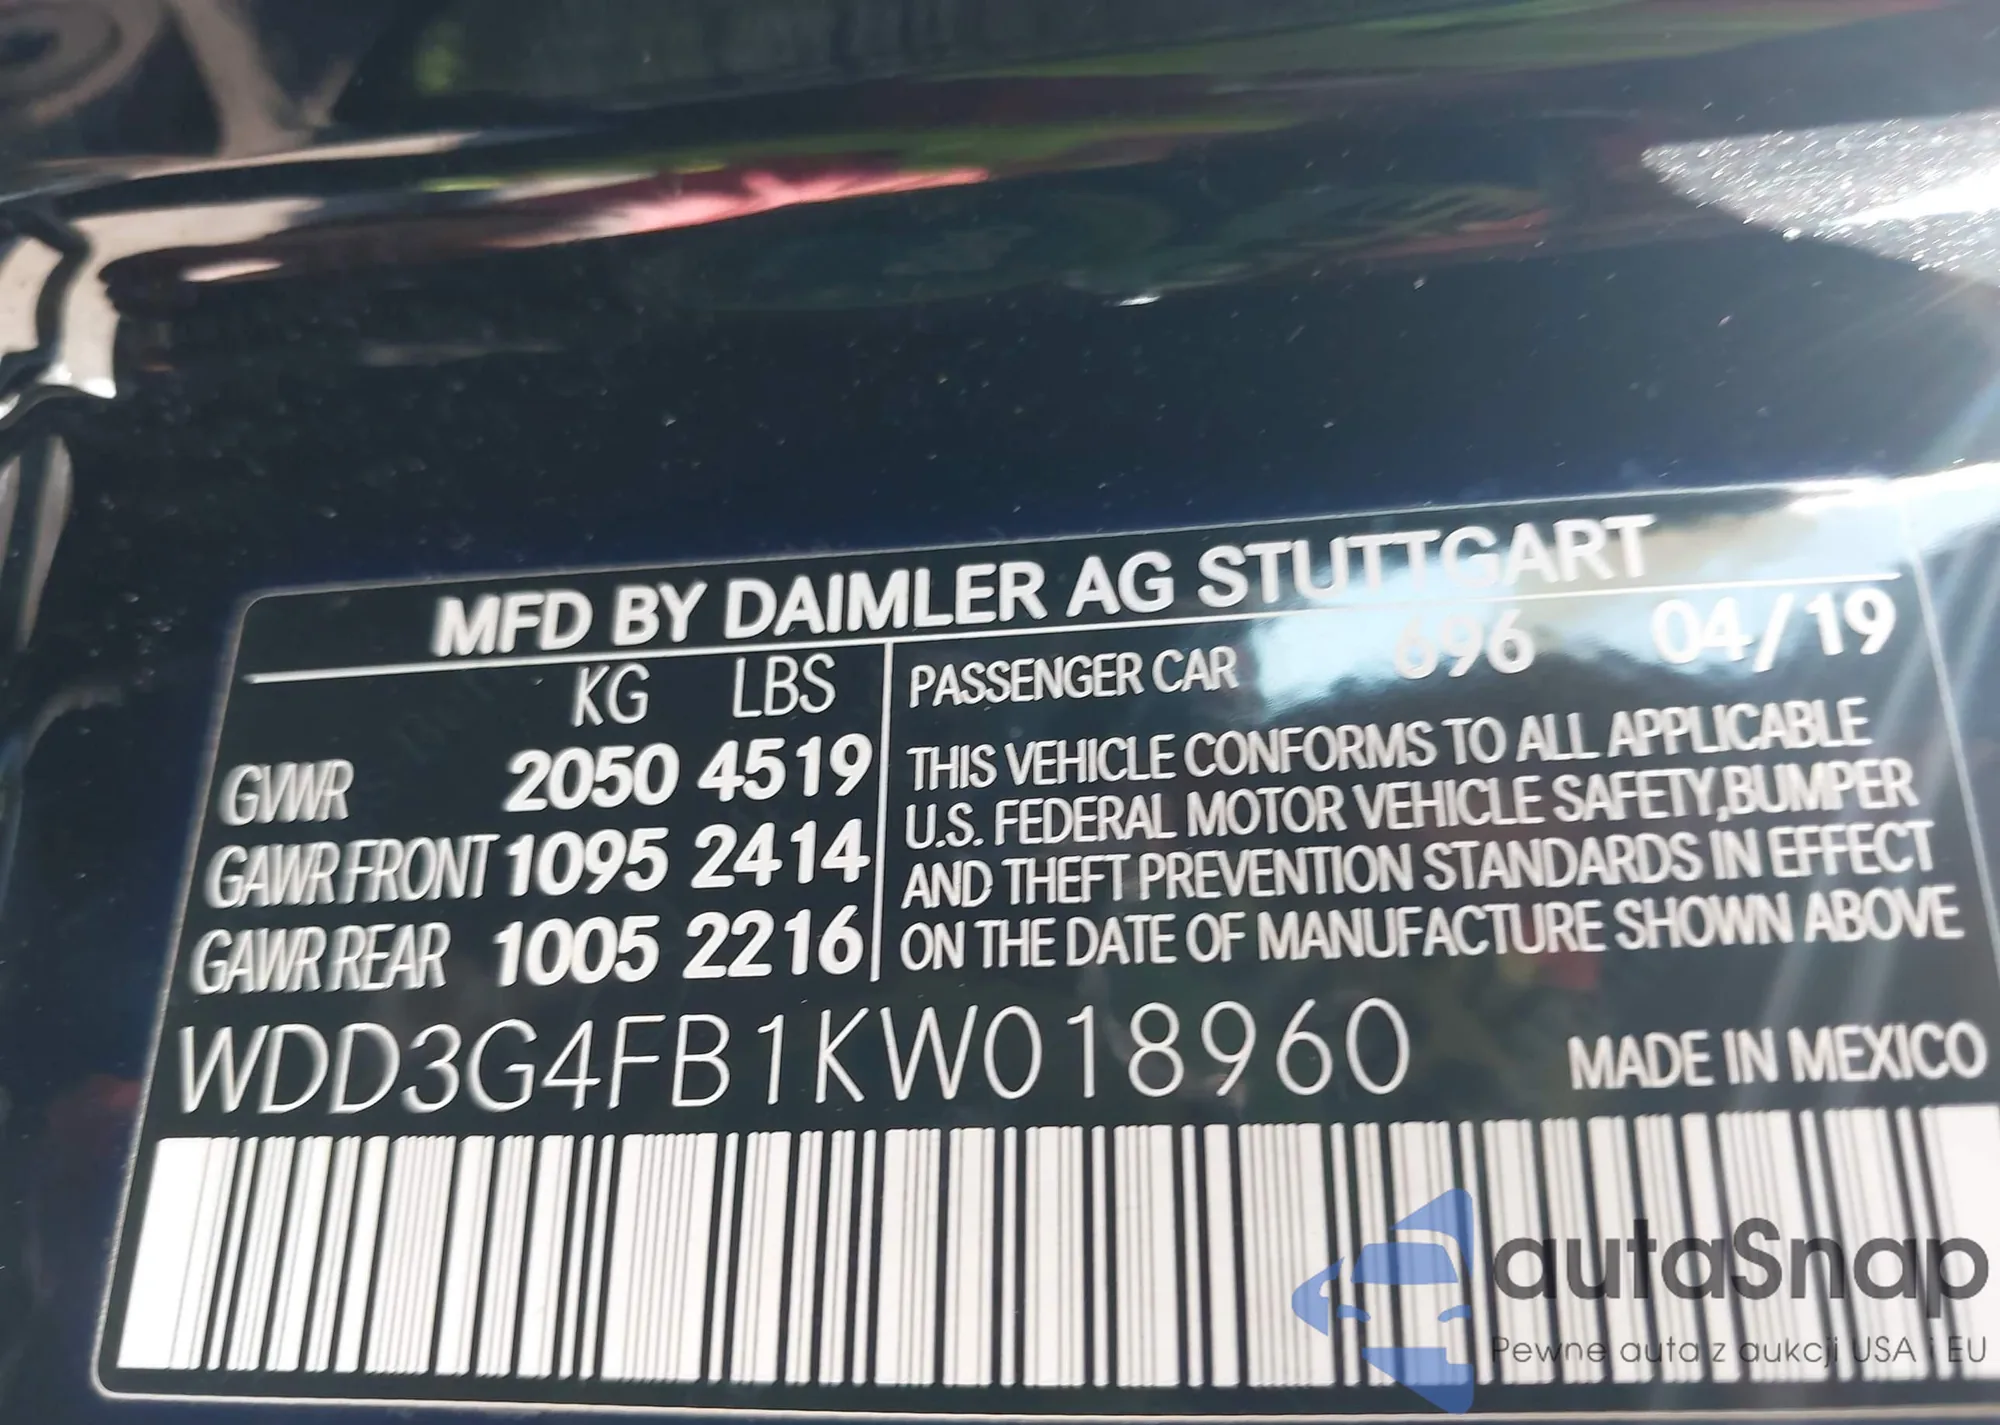 MFD BY DAIMLER AG STUTTGART
KG LBS
PASSENGER CAR 696 04/19
GVWR 2050 4519
GAWR FRONT 1095 2414
GAWR REAR 1005 2216
THIS VEHICLE CONFORMS TO ALL APPLICABLE
U.S. FEDERAL MOTOR VEHICLE SAFETY,BUMPER
AND THEFT PREVENTION STANDARDS IN EFFECT
ON THE DATE OF MANUFACTURE SHOWN ABOVE
WDD3G4FB1KW018960
MADE IN MEXICO
autaSnap
Pewne auta z aukcji USA i EU